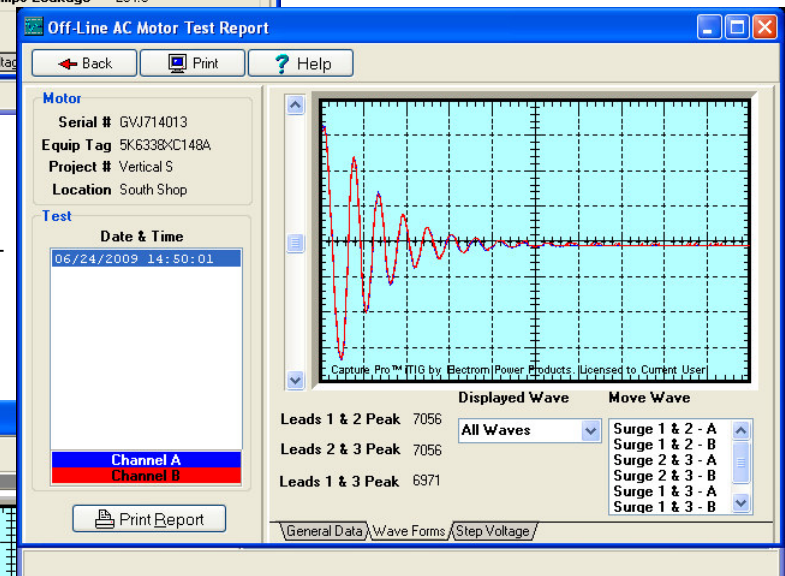 Off-Line AC Motor Test Report
Back
Print
? Help
Motor
Serial # GVJ714013
Equip Tag 5K6338XC148A
Project # Vertical S
Location South Shop
Test
Date & Time
06/24/2009 14:50:01
Channel A
Channel B
Print Report
Capture Pro™ iTIG by Electrom Power Products. Licensed to Current User
Displayed Wave
Move Wave
Leads 1 & 2 Peak 7056
Leads 2 & 3 Peak 7056
Leads 1 & 3 Peak 6971
All Waves
Surge 1 & 2 - A
Surge 1 & 2 - B
Surge 2 & 3 - A
Surge 2 & 3 - B
Surge 1 & 3 - A
Surge 1 & 3 - B
General Data
Wave Forms
Step Voltage